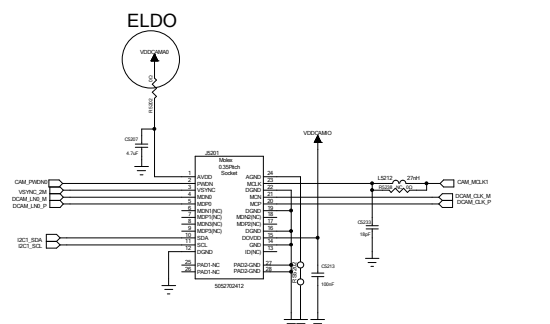 ELDO
VDDCAMA0
0Ω
R5202
C5207
4.7uF
J5201
Molex
0.35Pitch
Socket
VDDCAMIO
CAM_PWDN0
VSYNC_2M
DCAM_LN0_M
DCAM_LN0_P
I2C1_SDA
I2C1_SCL
1 AVDD AGND 24
2 PWDN MCLK 23
3 VSYNC DGND 22
4 MDN0 MCN 21
5 MDP0 MCP 20
6 MDN1(NC) DGND 19
7 MDP1(NC) MDN2(NC) 18
8 MDN3(NC) MDP2(NC) 17
9 MDP3(NC) DGND 16
10 SDA DOVDD 15
11 SCL GND 14
12 DGND ID(NC) 13
25 PAD1-NC PAD2-GND 27
26 PAD1-NC PAD2-GND 28
5052702412
L5212 27nH
CAM_MCLK1
DCAM_CLK_M
DCAM_CLK_P
C5233
18pF
C5213
100nF